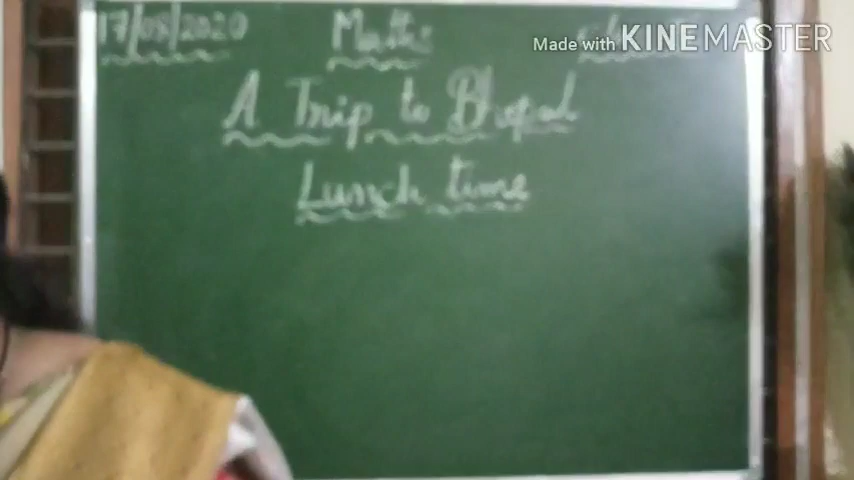 17/08/2020 Maths
Made with KINEMASTER
A Trip to Bhopal
Lunch time